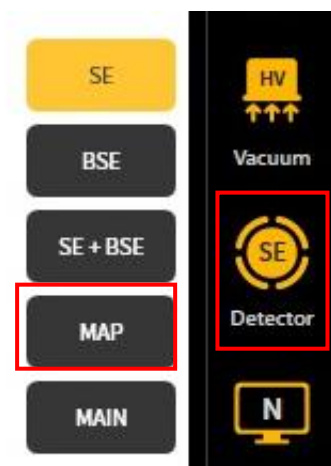 SE
BSE
SE + BSE
MAP
MAIN
HV
Vacuum
SE
Detector
N